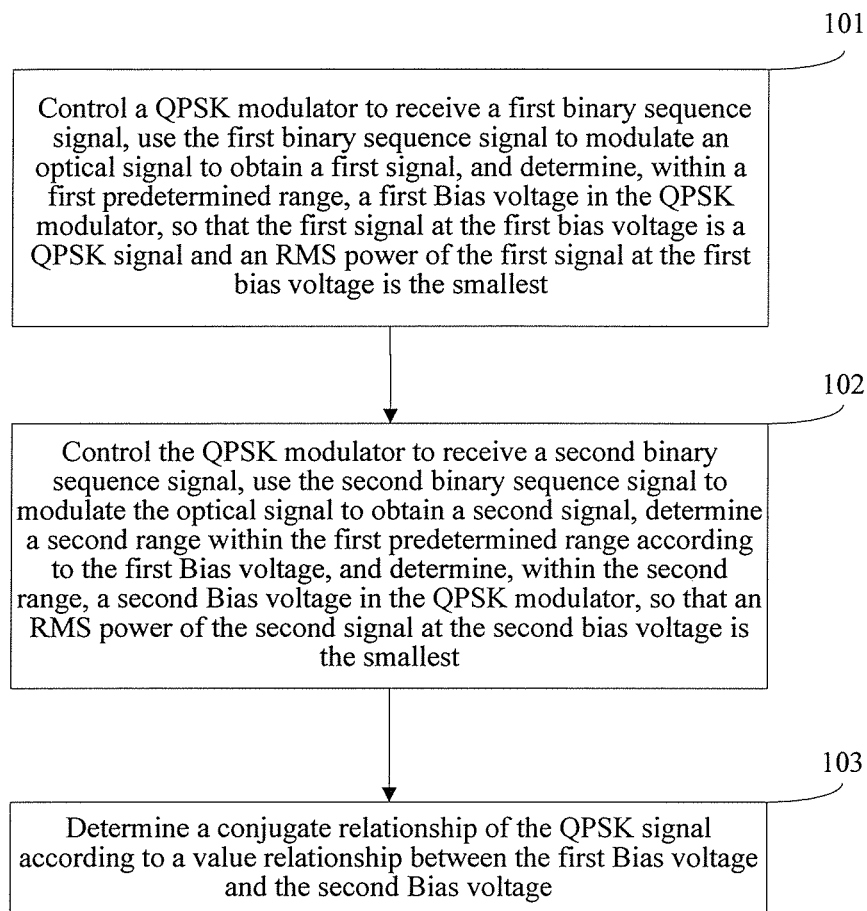 101
Control a QPSK modulator to receive a first binary sequence
signal, use the first binary sequence signal to modulate an
optical signal to obtain a first signal, and determine, within
a first predetermined range, a first Bias voltage in the QPSK
modulator, so that the first signal at the first bias voltage is a
QPSK signal and an RMS power of the first signal at the first
bias voltage is the smallest
102
Control the QPSK modulator to receive a second binary
sequence signal, use the second binary sequence signal to
modulate the optical signal to obtain a second signal, determine
a second range within the first predetermined range according
to the first Bias voltage, and determine, within the second
range, a second Bias voltage in the QPSK modulator, so that an
RMS power of the second signal at the second bias voltage is
the smallest
103
Determine a conjugate relationship of the QPSK signal
according to a value relationship between the first Bias voltage
and the second Bias voltage